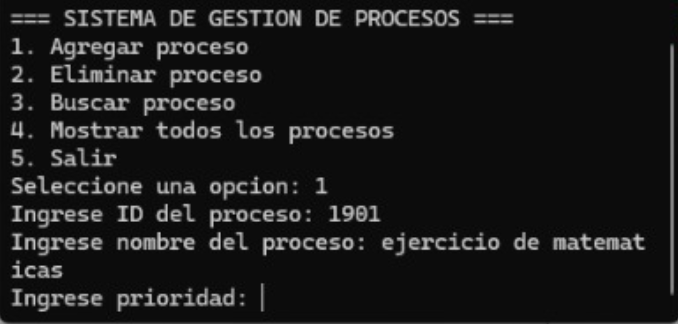 === SISTEMA DE GESTION DE PROCESOS ===
1. Agregar proceso
2. Eliminar proceso
3. Buscar proceso
4. Mostrar todos los procesos
5. Salir
Seleccione una opcion: 1
Ingrese ID del proceso: 1901
Ingrese nombre del proceso: ejercicio de matemat
icas
Ingrese prioridad: